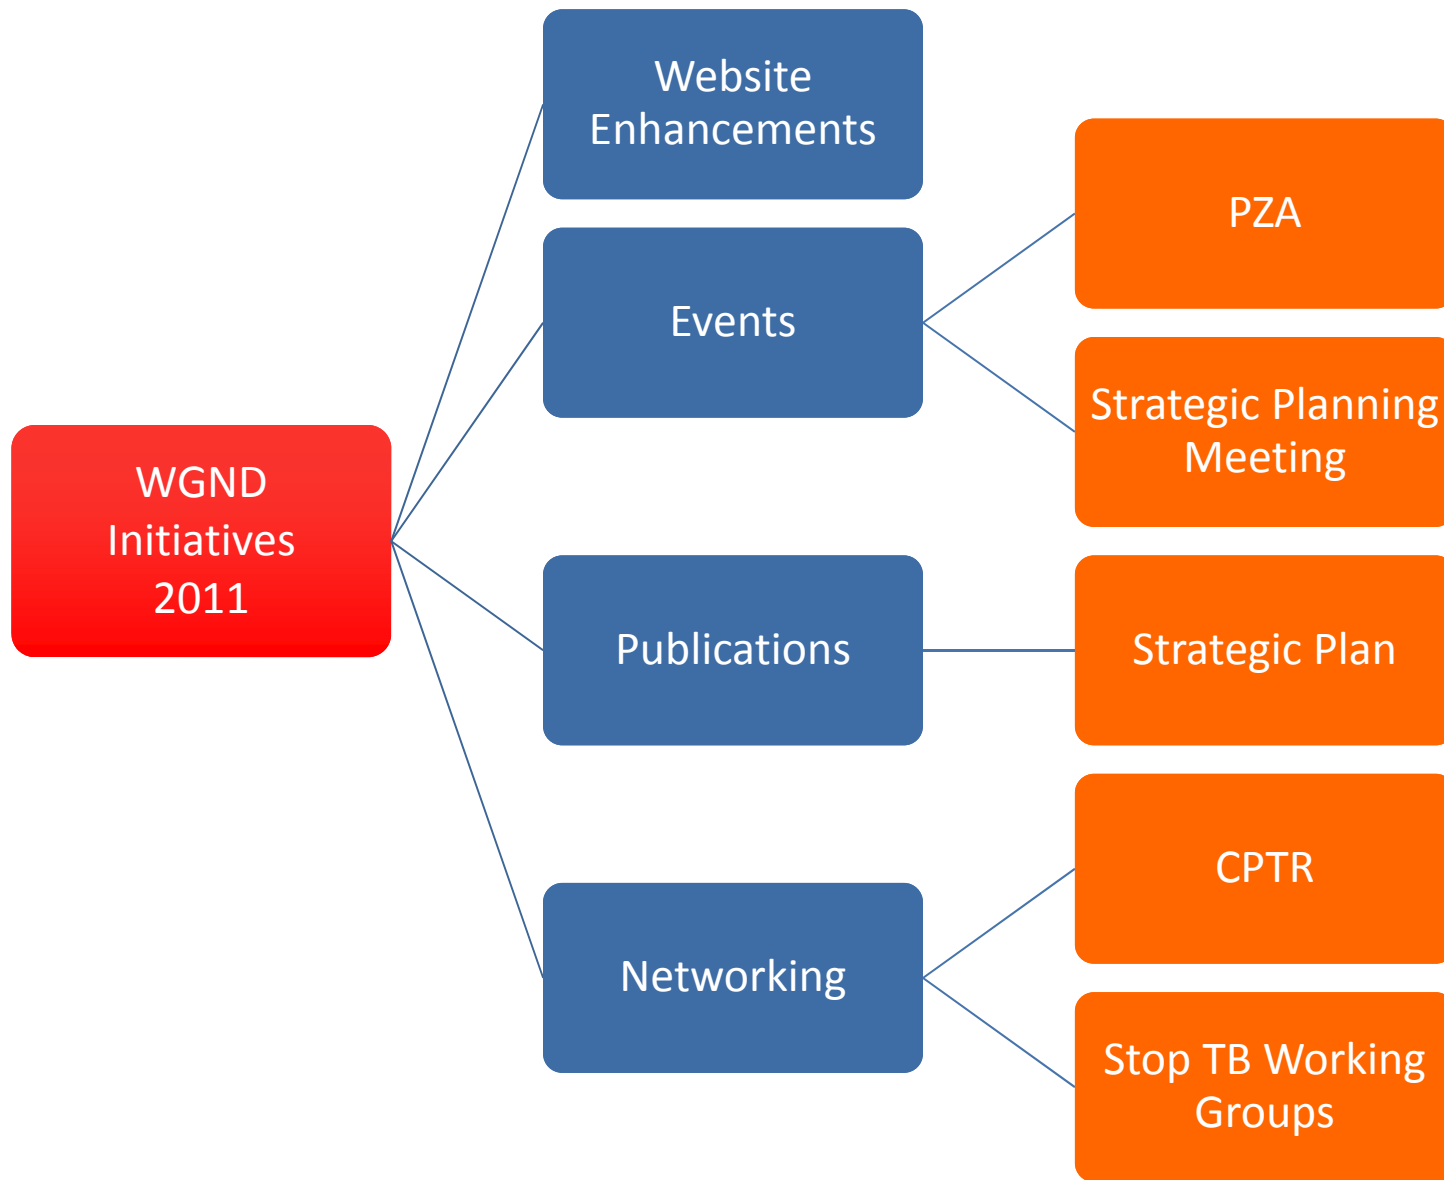 WGND
Initiatives
2011
Website
Enhancements
Events
PZA
Strategic Planning
Meeting
Publications
Strategic Plan
Networking
CPTR
Stop TB Working
Groups